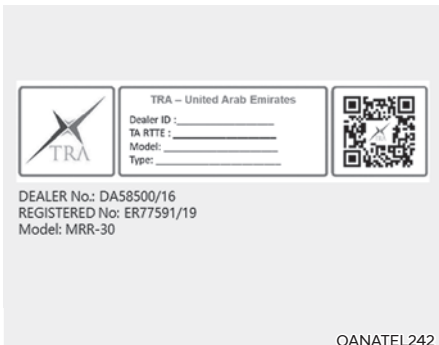 TRA
TRA – United Arab Emirates
Dealer ID :
TA RTTE :
Model:
Type:
DEALER No.: DA58500/16
REGISTERED No: ER77591/19
Model: MRR-30
OANATEL242